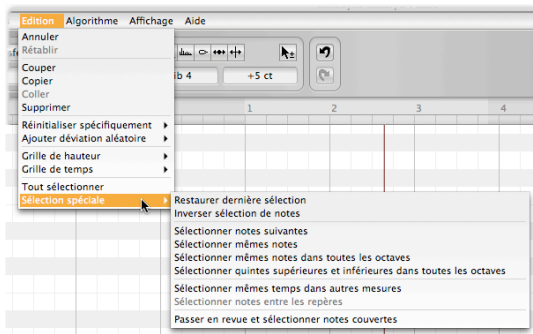 Edition Algorithme Affichage Aide
Annuler
Rétablir
Couper
Copier
Coller
Supprimer
Réinitialiser spécifiquement
Ajouter déviation aléatoire
Grille de hauteur
Grille de temps
Tout sélectionner
Sélection spéciale
ib 4 +5 ct
1 2 3 4
Restaurer dernière sélection
Inverser sélection de notes
Sélectionner notes suivantes
Sélectionner mêmes notes
Sélectionner mêmes notes dans toutes les octaves
Sélectionner quintes supérieures et inférieures dans toutes les octaves
Sélectionner mêmes temps dans autres mesures
Sélectionner notes entre les repères
Passer en revue et sélectionner notes couvertes